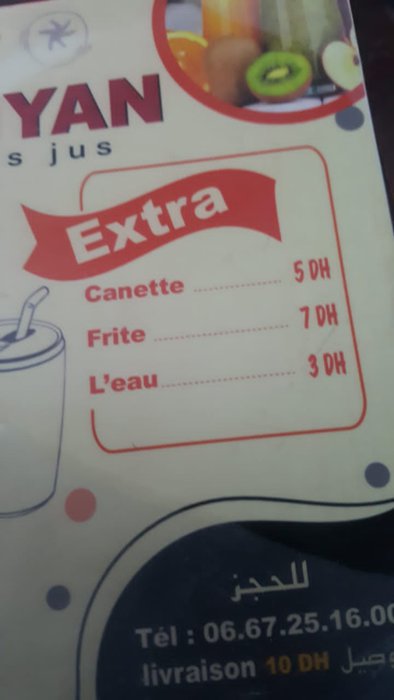 YAN
s jus
Extra
Canette .......................... 5 DH
Frite .......................... 7 DH
L'eau .......................... 3 DH
للحجز
Tél : 06.67.25.16.00
livraison 10 DH